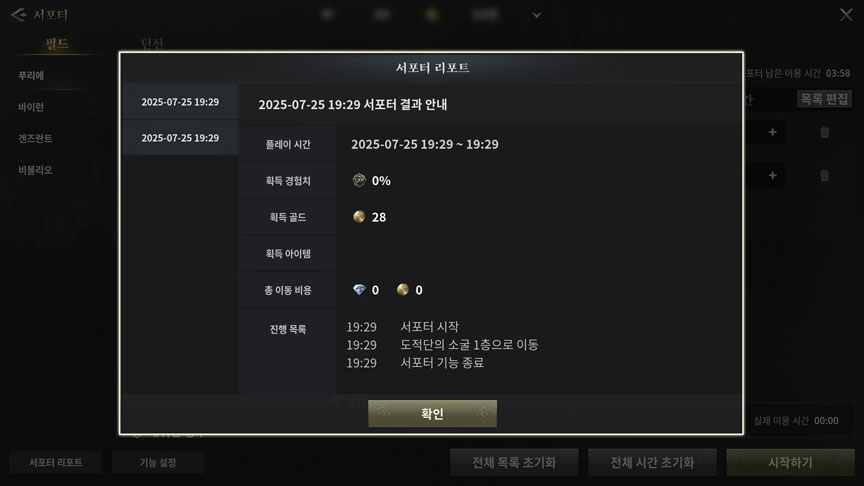 서포터
필드
던전
푸리에
바이런
겐즈란트
비블리오
포터 남은 이용 시간 03:58
간
목록 편집
+
+
서포터 리포트
2025-07-25 19:29
2025-07-25 19:29
2025-07-25 19:29 서포터 결과 안내
플레이 시간 2025-07-25 19:29 ~ 19:29
획득 경험치 0%
획득 골드 28
획득 아이템
총 이동 비용 0 0
진행 목록
19:29 서포터 시작
19:29 도적단의 소굴 1층으로 이동
19:29 서포터 기능 종료
확인
실제 이용 시간 00:00
서포터 리포트
기능 설정
전체 목록 초기화
전체 시간 초기화
시작하기